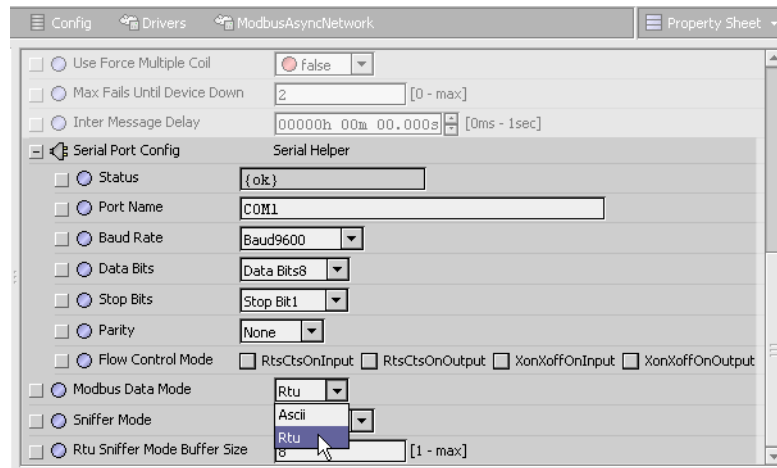 Config Drivers ModbusAsyncNetwork Property Sheet
Use Force Multiple Coil false
Max Fails Until Device Down 2 [0 - max]
Inter Message Delay 00000h 00m 00.000s [0ms - 1sec]
Serial Port Config Serial Helper
Status {ok}
Port Name COM1
Baud Rate Baud9600
Data Bits Data Bits8
Stop Bits Stop Bit1
Parity None
Flow Control Mode RtsCtsOnInput RtsCtsOnOutput XonXoffOnInput XonXoffOnOutput
Modbus Data Mode Rtu
Ascii
Sniffer Mode
Rtu
Rtu Sniffer Mode Buffer Size 8 [1 - max]